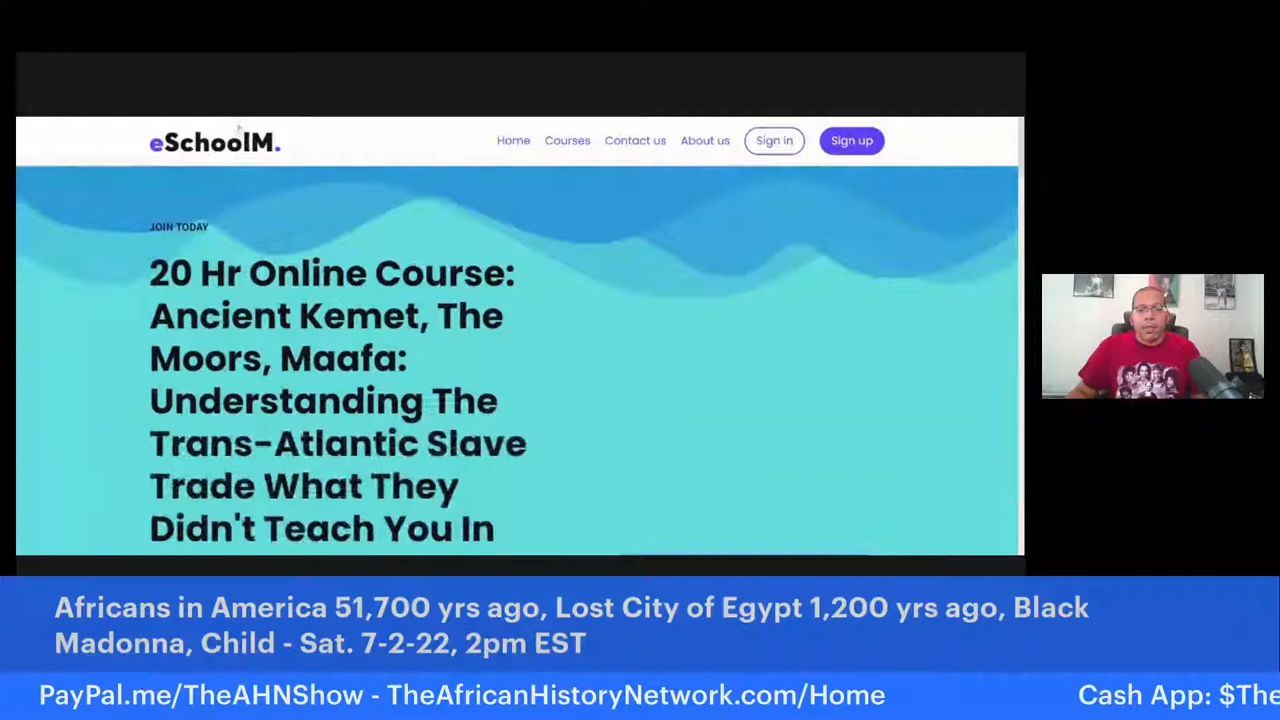 eSchoolM.
Home Courses Contact us About us Sign in Sign up
JOIN TODAY
20 Hr Online Course:
Ancient Kemet, The
Moors, Maafa:
Understanding The
Trans-Atlantic Slave
Trade What They
Didn't Teach You In
Africans in America 51,700 yrs ago, Lost City of Egypt 1,200 yrs ago, Black
Madonna, Child - Sat. 7-2-22, 2pm EST
PayPal.me/TheAHNShow - TheAfricanHistoryNetwork.com/Home Cash App: $The